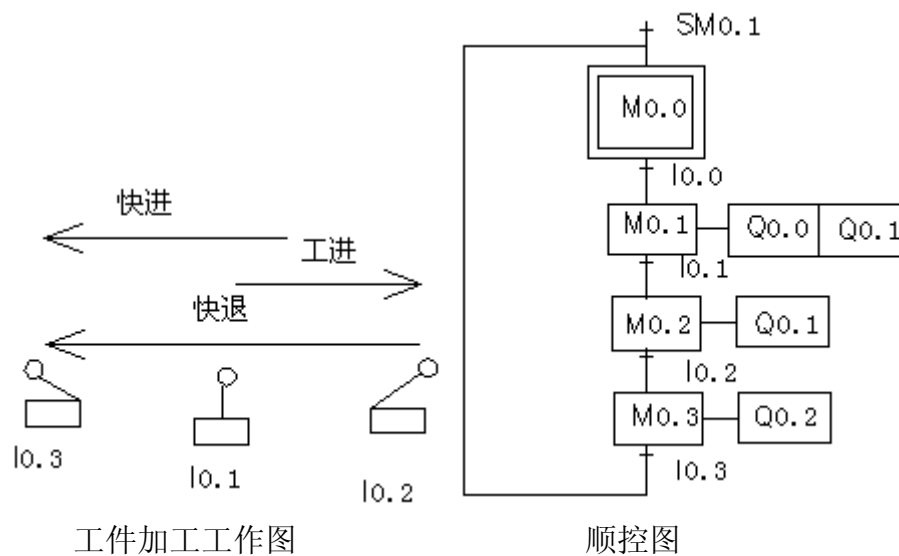 快进
工进
快退
I0.3
I0.1
I0.2
工件加工工作图
SM0.1
M0.0
I0.0
M0.1 Q0.0 Q0.1
I0.1
M0.2 Q0.1
I0.2
M0.3 Q0.2
I0.3
顺控图